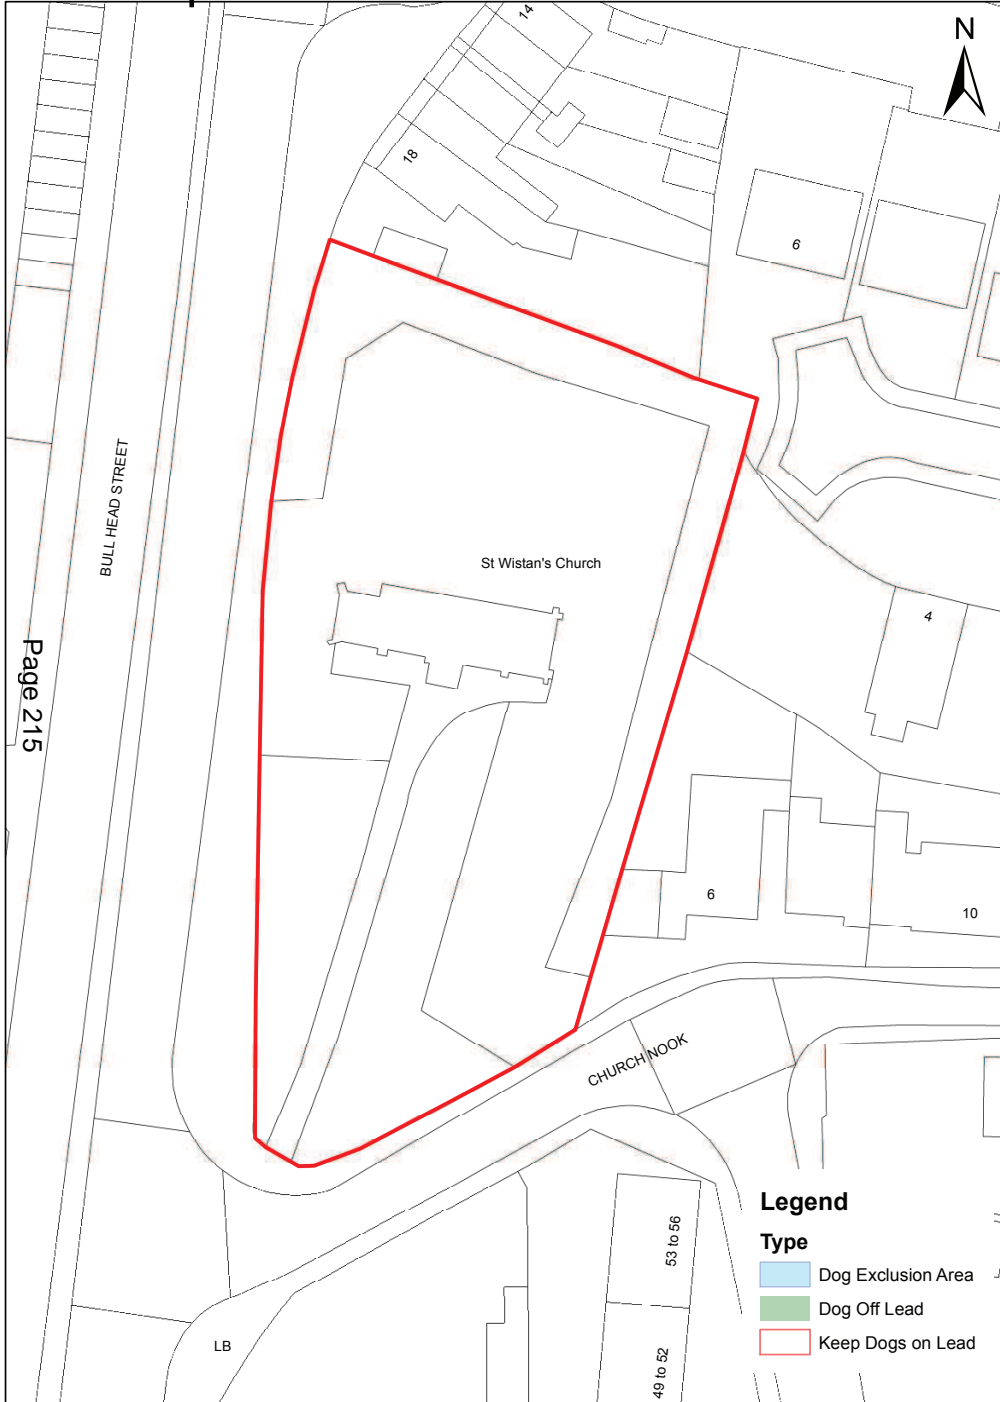 14
N
18
6
BULL HEAD STREET
St Wistan's Church
4
Page 215
6
10
CHURCH NOOK
53 to 56
49 to 52
LB
Legend
Type
Dog Exclusion Area
Dog Off Lead
Keep Dogs on Lead